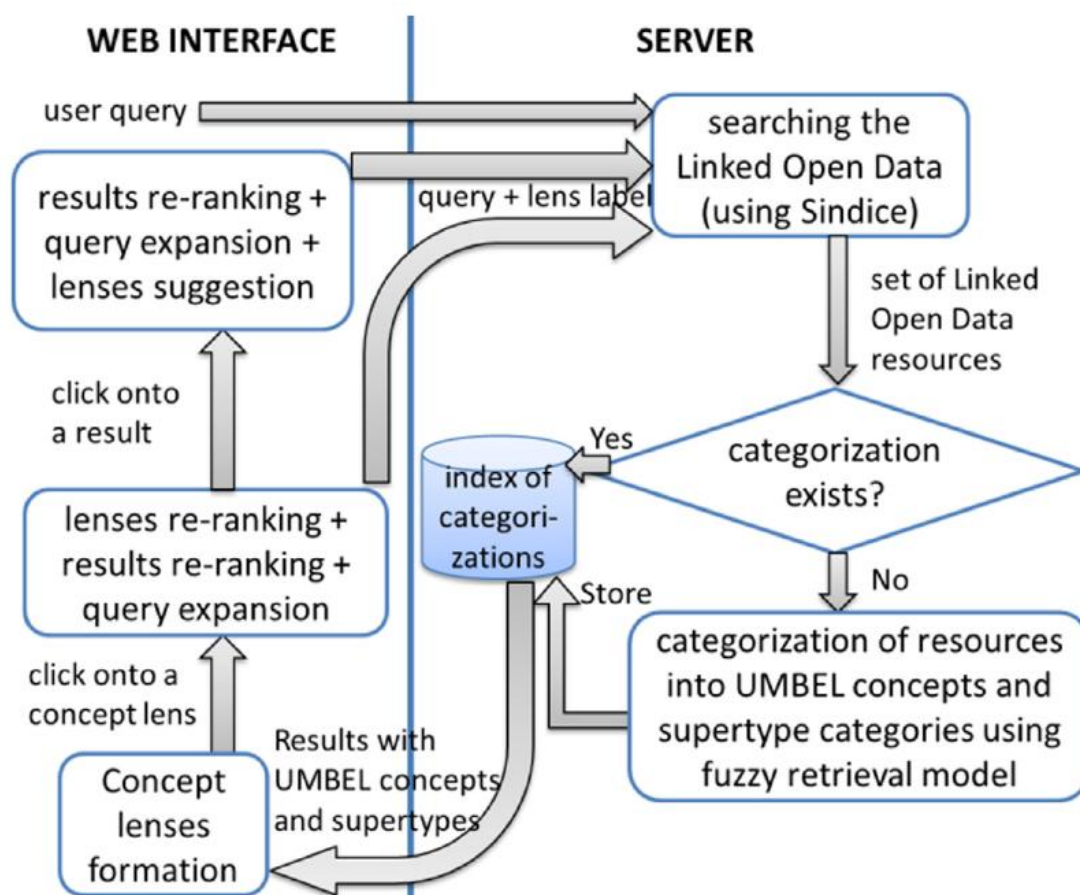 WEB INTERFACE
SERVER
user query
searching the
Linked Open Data
(using Sindice)
results re-ranking +
query expansion +
lenses suggestion
query + lens label
set of Linked
Open Data
resources
click onto
a result
Yes
categorization
exists?
index of
categori-
zations
lenses re-ranking +
results re-ranking +
query expansion
No
Store
categorization of resources
into UMBEL concepts and
supertype categories using
fuzzy retrieval model
click onto a
concept lens
Results with
UMBEL concepts
and supertypes
Concept
lenses
formation